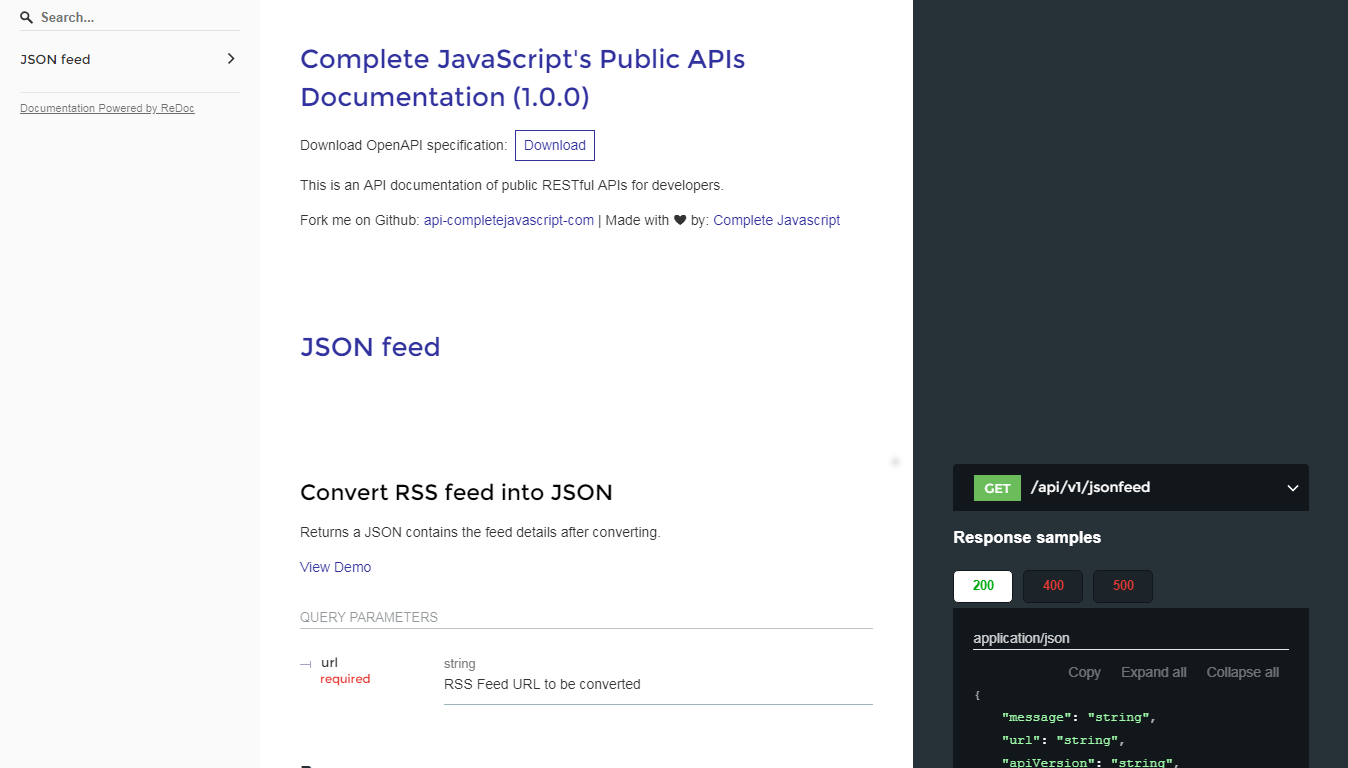 Search...
JSON feed
Documentation Powered by ReDoc
Complete JavaScript's Public APIs
Documentation (1.0.0)
Download OpenAPI specification: Download
This is an API documentation of public RESTful APIs for developers.
Fork me on Github: api-completejavascript-com | Made with ❤ by: Complete Javascript
JSON feed
Convert RSS feed into JSON
Returns a JSON contains the feed details after converting.
View Demo
QUERY PARAMETERS
url
required
string
RSS Feed URL to be converted
GET /api/v1/jsonfeed
Response samples
200 400 500
application/json
Copy Expand all Collapse all
{
"message": "string",
"url": "string",
"apiVersion": "string",